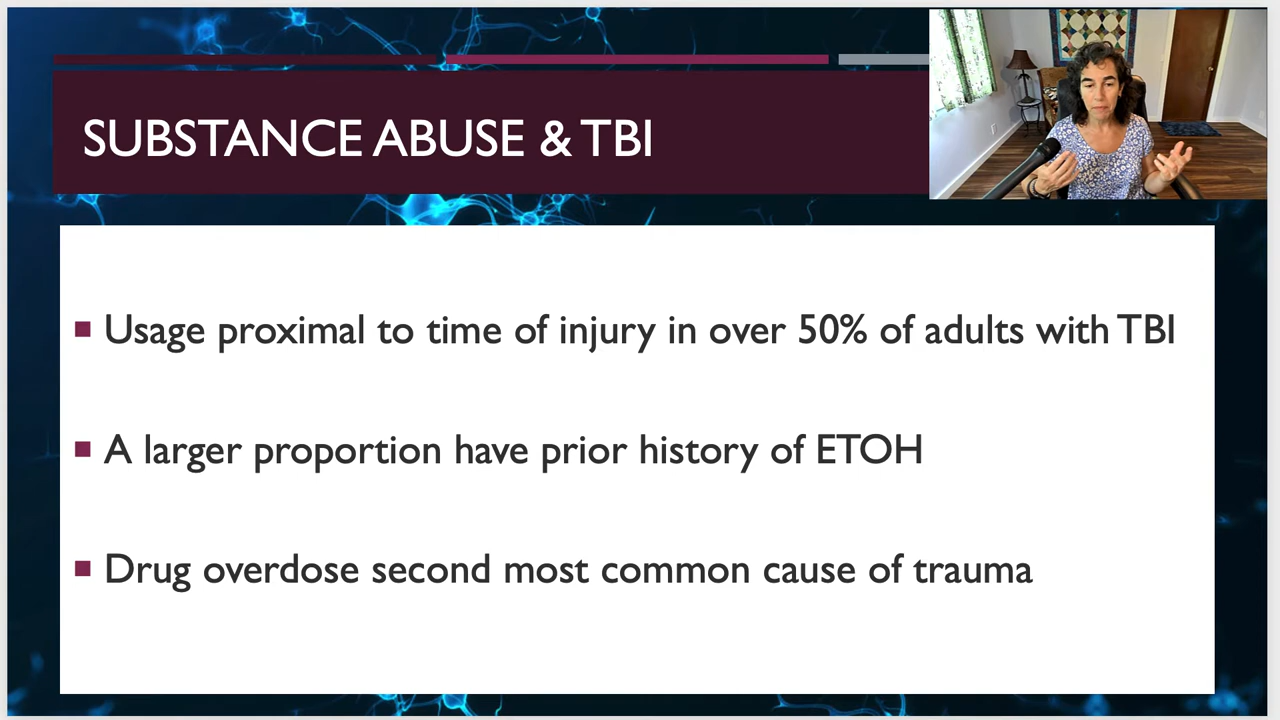 SUBSTANCE ABUSE & TBI
Usage proximal to time of injury in over 50% of adults with TBI
A larger proportion have prior history of ETOH
Drug overdose second most common cause of trauma